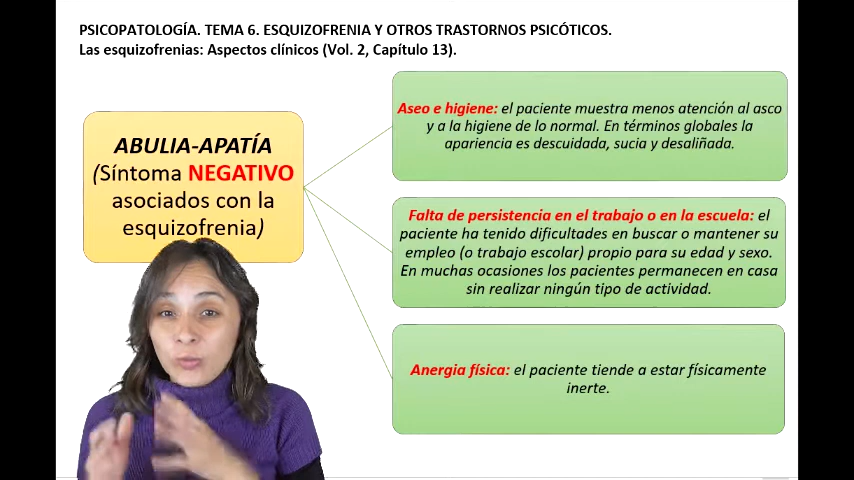 PSICOPATOLOGÍA. TEMA 6. ESQUIZOFRENIA Y OTROS TRASTORNOS PSICÓTICOS.
Las esquizofrenias: Aspectos clínicos (Vol. 2, Capítulo 13).
ABULIA-APATÍA
(Síntoma NEGATIVO
asociados con la
esquizofrenia)
Aseo e higiene: el paciente muestra menos atención al asco
y a la higiene de lo normal. En términos globales la
apariencia es descuidada, sucia y desaliñada.
Falta de persistencia en el trabajo o en la escuela: el
paciente ha tenido dificultades en buscar o mantener su
empleo (o trabajo escolar) propio para su edad y sexo.
En muchas ocasiones los pacientes permanecen en casa
sin realizar ningún tipo de actividad.
Anergia física: el paciente tiende a estar físicamente
inerte.